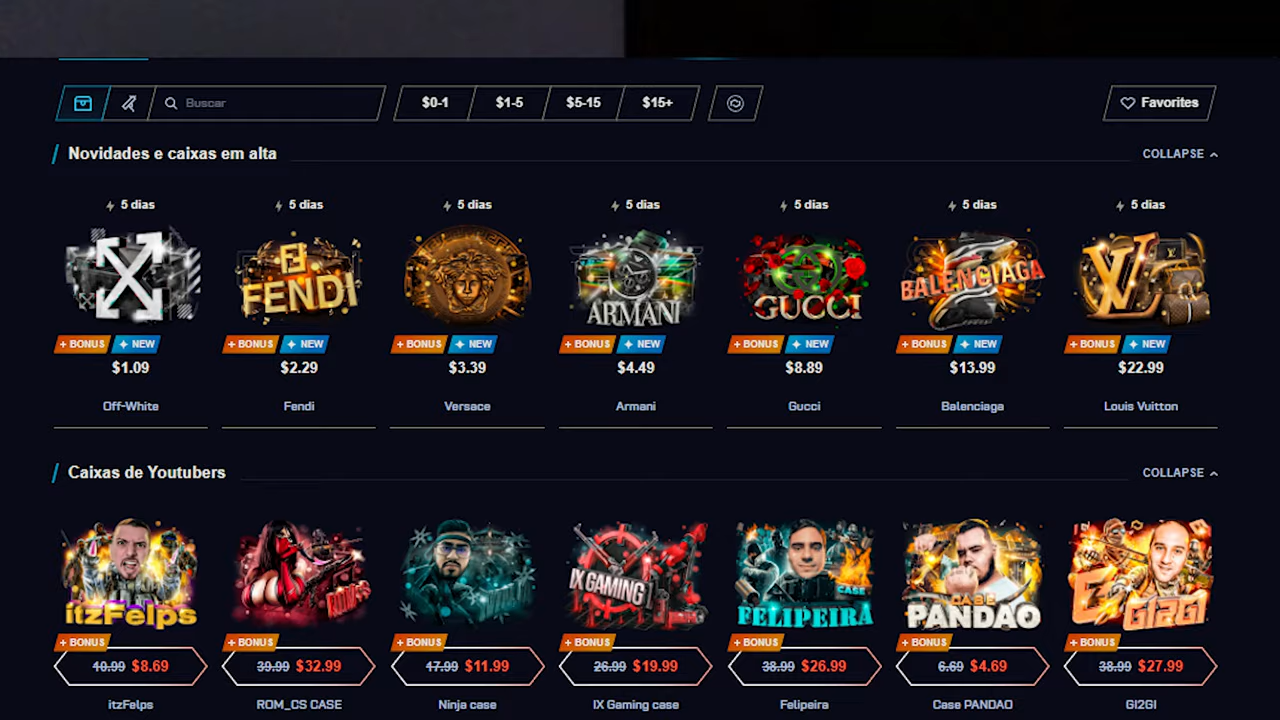 Buscar
$0-1 $1-5 $5-15 $15+
Favorites
Novidades e caixas em alta
COLLAPSE
5 dias 5 dias 5 dias 5 dias 5 dias 5 dias 5 dias
FENDI
ARMANI
GUCCI
BALENCIAGA
LV
+ BONUS NEW + BONUS NEW + BONUS NEW + BONUS NEW + BONUS NEW + BONUS NEW + BONUS NEW
$1.09 $2.29 $3.39 $4.49 $8.89 $13.99 $22.99
Off-White Fendi Versace Armani Gucci Balenciaga Louis Vuitton
Caixas de Youtubers
COLLAPSE
itzFelps
IX GAMING
CASE
FELIPEIRA
CASE
PANDAO
GI2GI
+ BONUS + BONUS + BONUS + BONUS + BONUS + BONUS + BONUS
10.99 $8.69 39.99 $32.99 17.99 $11.99 26.99 $19.99 38.99 $26.99 6.69 $4.69 38.99 $27.99
itzFelps ROM_CS CASE Ninja case IX Gaming case Felipeira Case PANDAO GI2GI